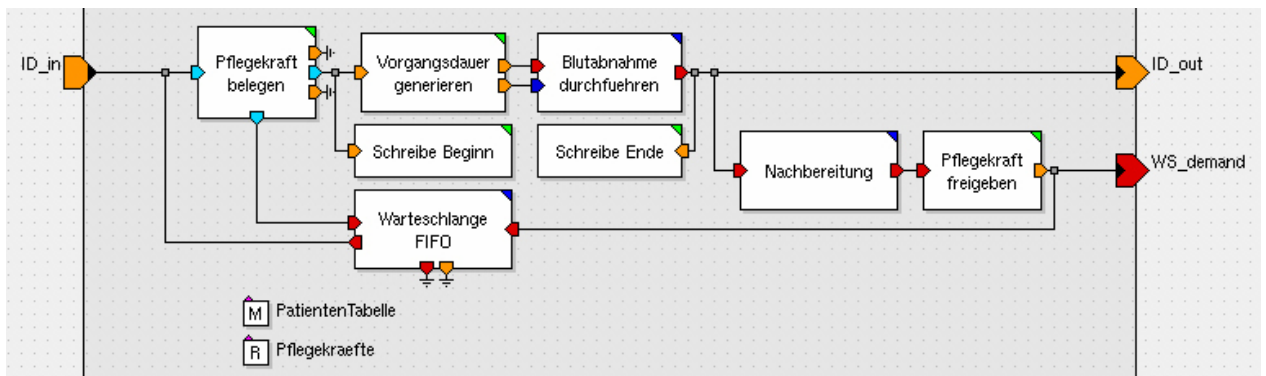 ID_in
Pflegekraft
belegen
Vorgangsdauer
generieren
Blutabnahme
durchfuehren
ID_out
Schreibe Beginn
Schreibe Ende
Nachbereitung
Pflegekraft
freigeben
WS_demand
Warteschlange
FIFO
M PatientenTabelle
R Pflegekraefte